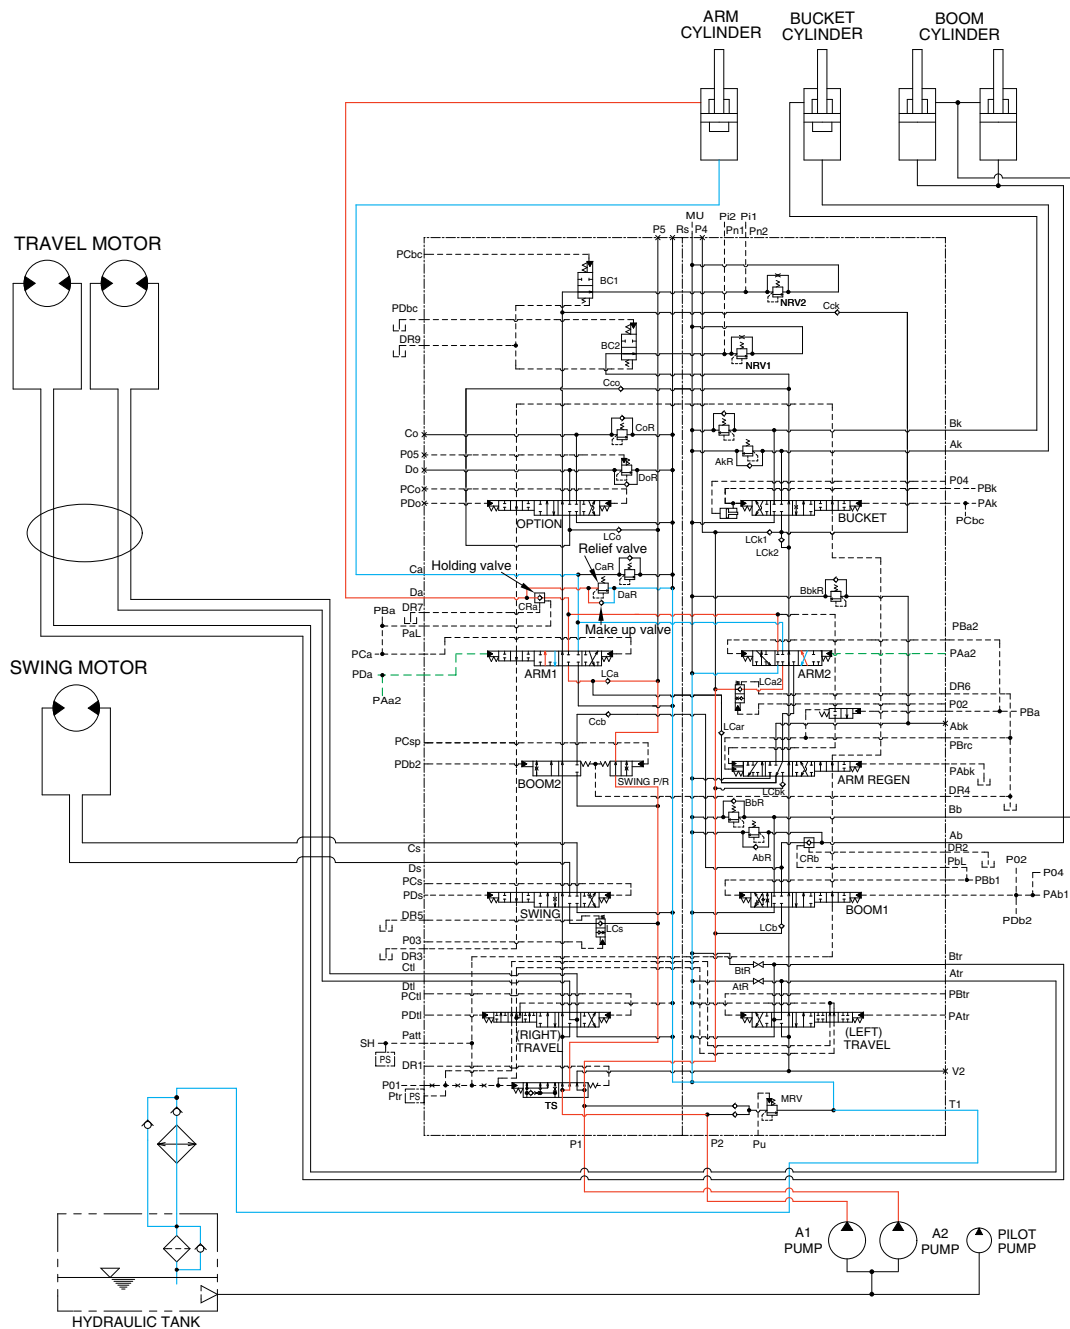 ARM
CYLINDER
BUCKET
CYLINDER
BOOM
CYLINDER
TRAVEL MOTOR
SWING MOTOR
MU
Pi2
Pi1
P5
Rs
P4
Pn1
Pn2
PCbc
BC1
NRV2
PDbc
Cck
DR9
BC2
NRV1
Cco
Co
CoR
Bk
P05
Ak
Do
DoR
AkR
PCo
P04
PBk
PDo
PAk
OPTION
BUCKET
PCbc
LCo
LCk1
LCk2
Relief valve
Holding valve
Ca
CaR
Da
DaR
BbkR
DR7
CRa
PBa
PaL
Make up valve
PBa2
PCa
PAa2
PDa
ARM1
ARM2
PAa2
LCa
LCa2
DR6
P02
PBa
Ccb
LCar
Abk
PCsp
PBrc
PDb2
SWING P/R
BOOM2
ARM REGEN
PAbk
LCbk
DR4
BbR
Bb
AbR
Ab
Cs
CRb
DR2
Ds
PbL
P02
P04
PCs
PBb1
PDs
PAb1
SWING
BOOM1
PDb2
DR5
LCs
LCb
P03
DR3
Ctl
BtR
Btr
Dtl
AtR
Atr
PCtl
PBtr
PDtl
PAtr
(RIGHT)
TRAVEL
(LEFT)
TRAVEL
Patt
SH
PS
DR1
P01
Ptr
PS
TS
V2
MRV
T1
P1
P2
Pu
A1
PUMP
A2
PUMP
PILOT
PUMP
HYDRAULIC TANK